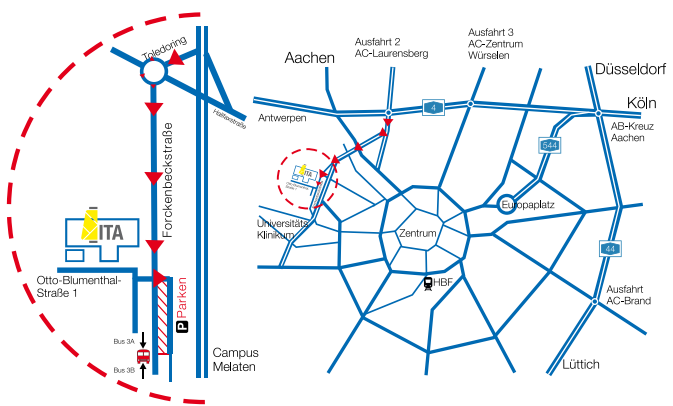 Toledoring
Halifaxstraße
Forckenbeckstraße
ITA
Otto-Blumenthal-
Straße 1
P Parken
Bus 3A
Bus 3B
Campus
Melaten
Aachen
Ausfahrt 2
AC-Laurensberg
Ausfahrt 3
AC-Zentrum
Würselen
Düsseldorf
Köln
Antwerpen
4
AB-Kreuz
Aachen
544
ITA
Universitäts
Klinikum
Zentrum
Europaplatz
HBF
44
Ausfahrt
AC-Brand
Lüttich